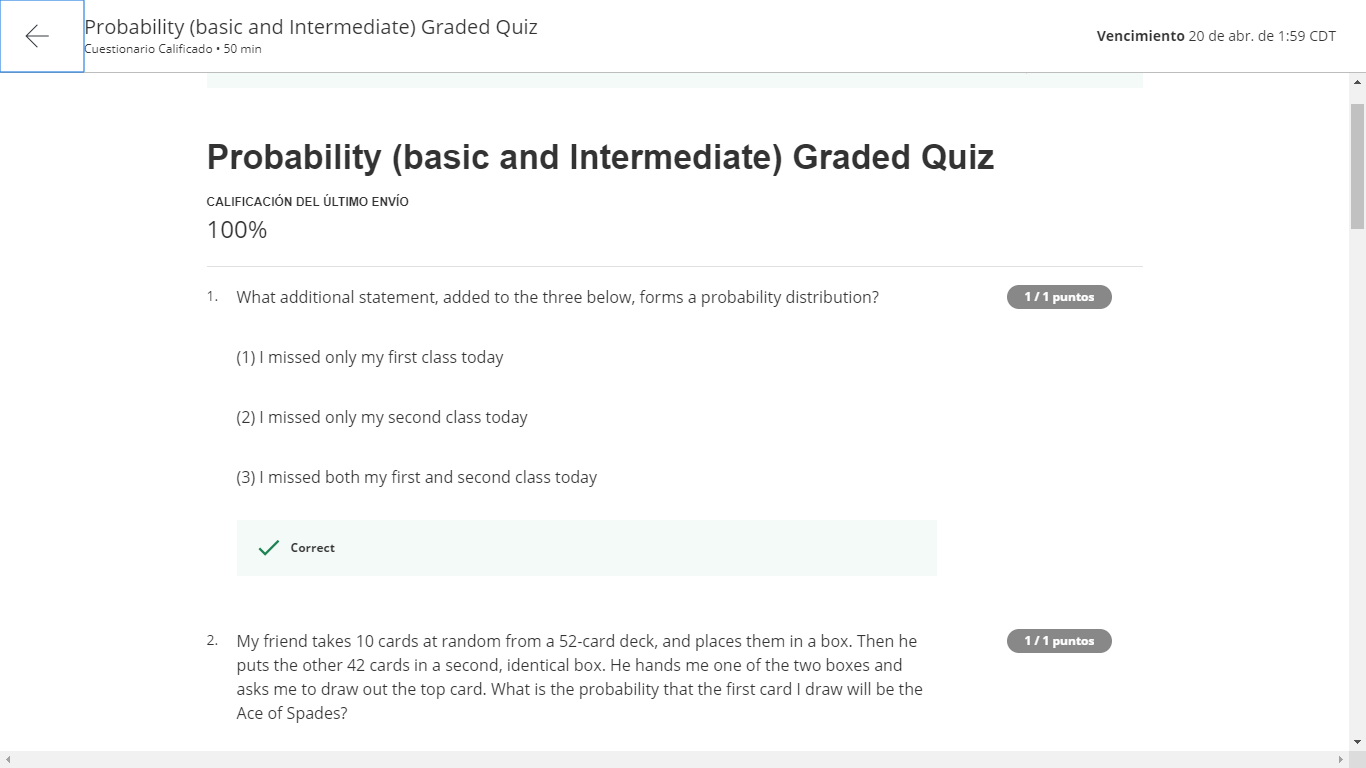 Probability (basic and Intermediate) Graded Quiz
Cuestionario Calificado • 50 min
Vencimiento 20 de abr. de 1:59 CDT
Probability (basic and Intermediate) Graded Quiz
CALIFICACIÓN DEL ÚLTIMO ENVÍO
100%
1. What additional statement, added to the three below, forms a probability distribution?
1 / 1 puntos
(1) I missed only my first class today
(2) I missed only my second class today
(3) I missed both my first and second class today
Correct
2. My friend takes 10 cards at random from a 52-card deck, and places them in a box. Then he
1 / 1 puntos
puts the other 42 cards in a second, identical box. He hands me one of the two boxes and
asks me to draw out the top card. What is the probability that the first card I draw will be the
Ace of Spades?